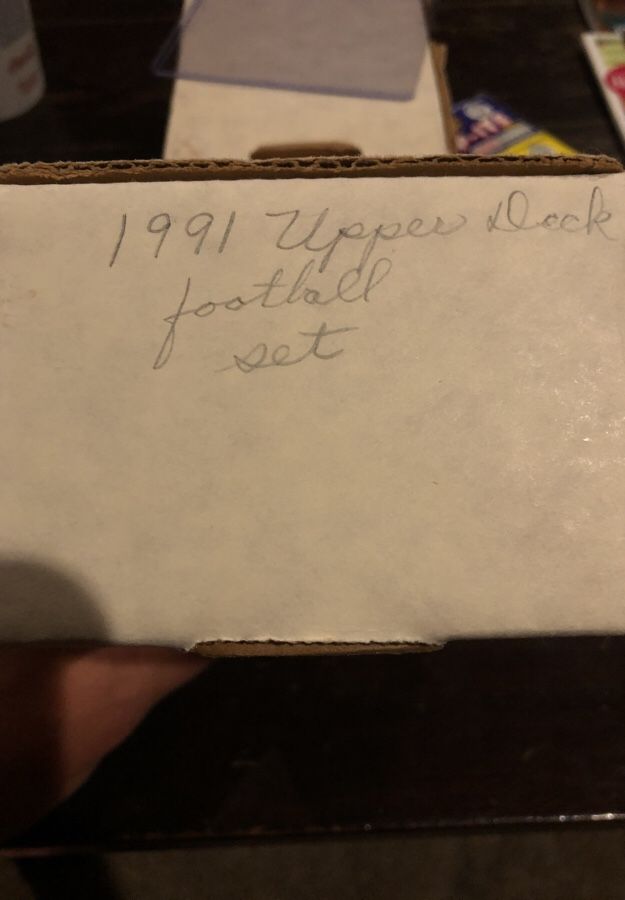 1991 Upper Deck
football
set